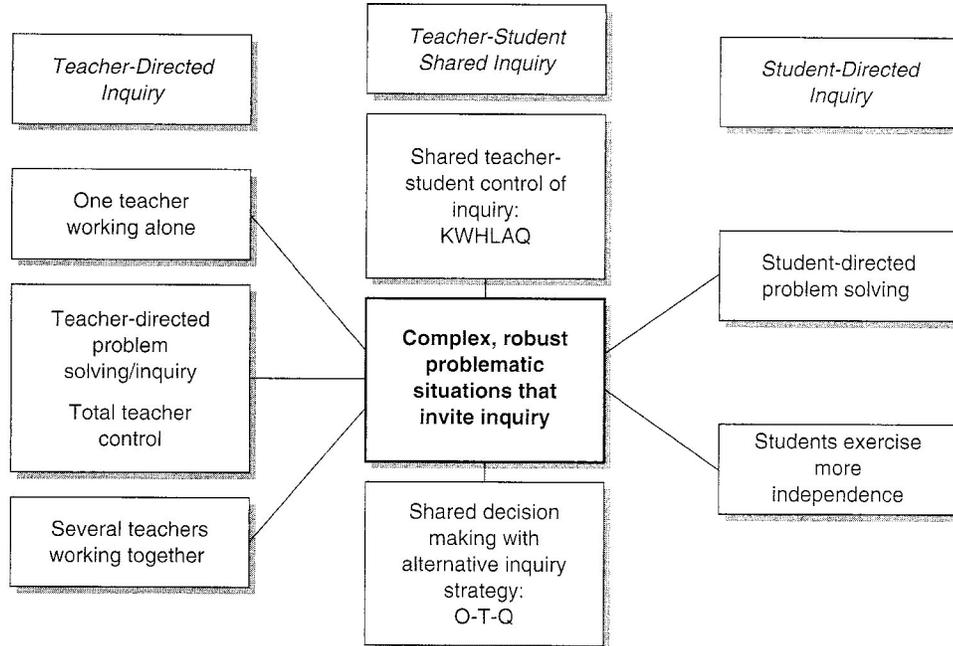 Teacher-Directed
Inquiry
Teacher-Student
Shared Inquiry
Student-Directed
Inquiry
One teacher
working alone
Teacher-directed
problem
solving/inquiry
Total teacher
control
Several teachers
working together
Shared teacher-
student control of
inquiry:
KWHLAQ
Complex, robust
problematic
situations that
invite inquiry
Shared decision
making with
alternative inquiry
strategy:
O-T-Q
Student-directed
problem solving
Students exercise
more
independence